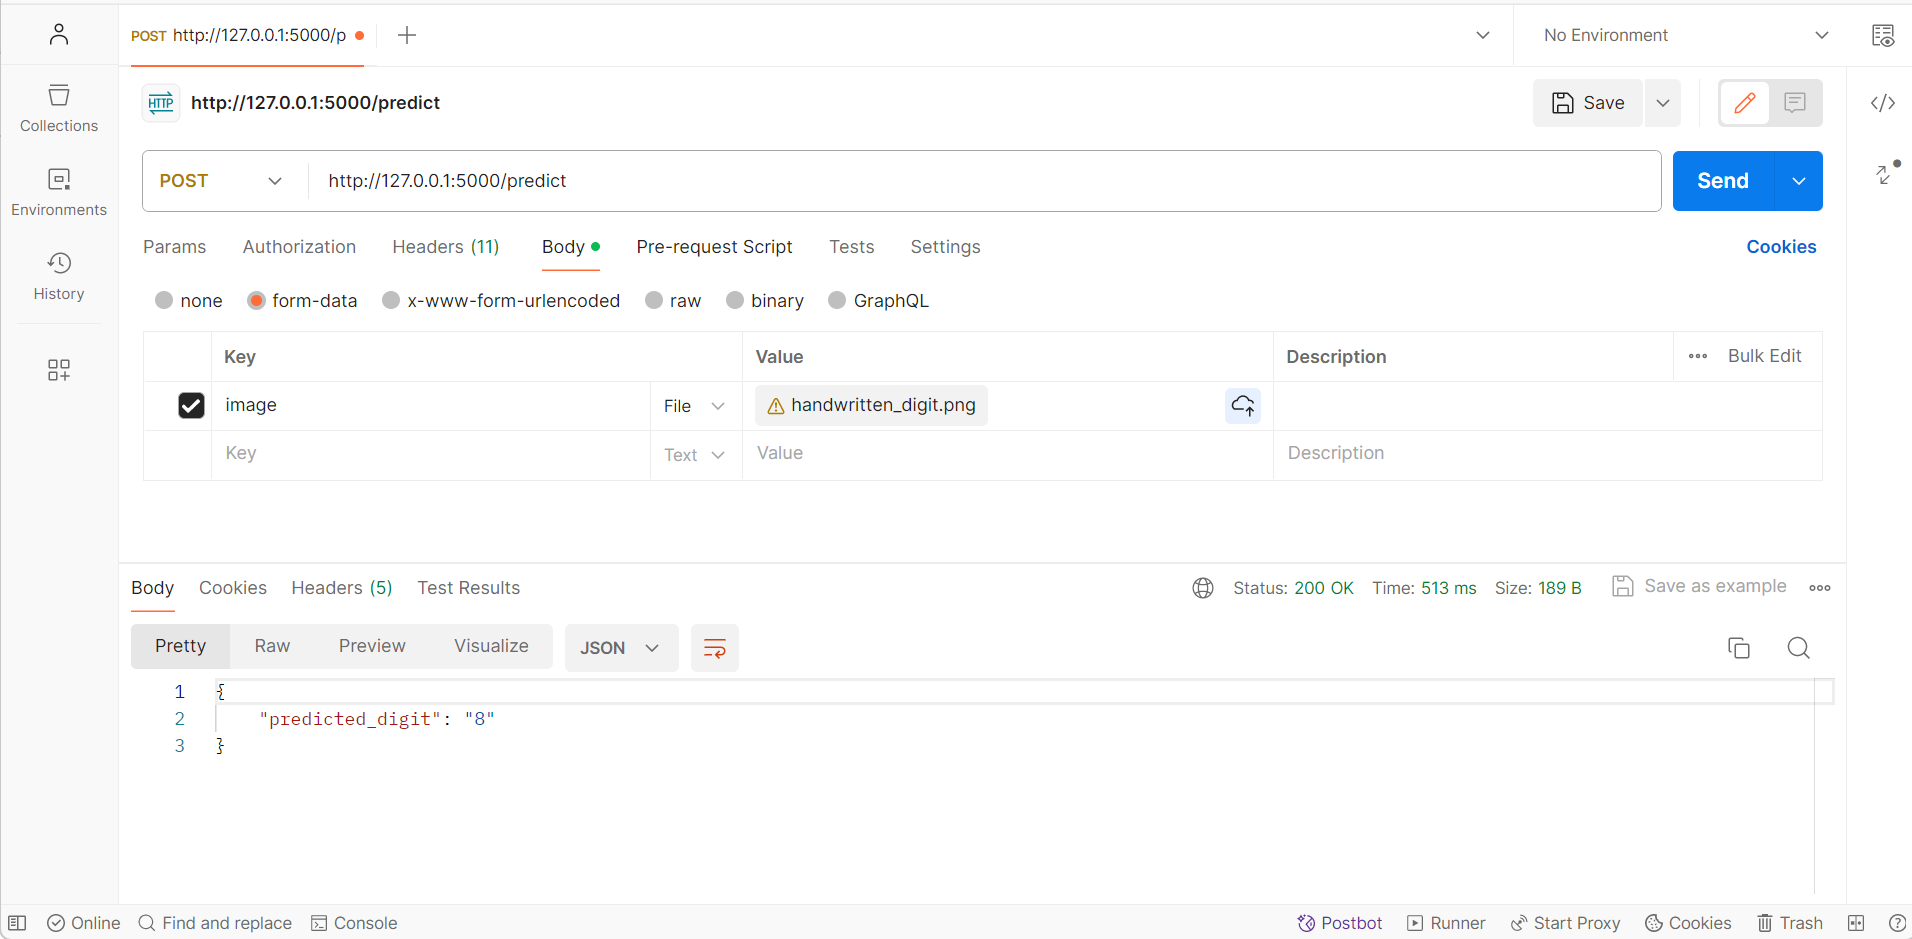 POST http://127.0.0.1:5000/p
No Environment
Collections
Environments
History
HTTP http://127.0.0.1:5000/predict
Save
POST http://127.0.0.1:5000/predict
Send
Params Authorization Headers (11) Body Pre-request Script Tests Settings Cookies
none form-data x-www-form-urlencoded raw binary GraphQL
Key Value Description Bulk Edit
image File handwritten_digit.png
Key Text Value Description
Body Cookies Headers (5) Test Results Status: 200 OK Time: 513 ms Size: 189 B Save as example
Pretty Raw Preview Visualize JSON
1 {
2 "predicted_digit": "8"
3 }
Online Find and replace Console Postbot Runner Start Proxy Cookies Trash